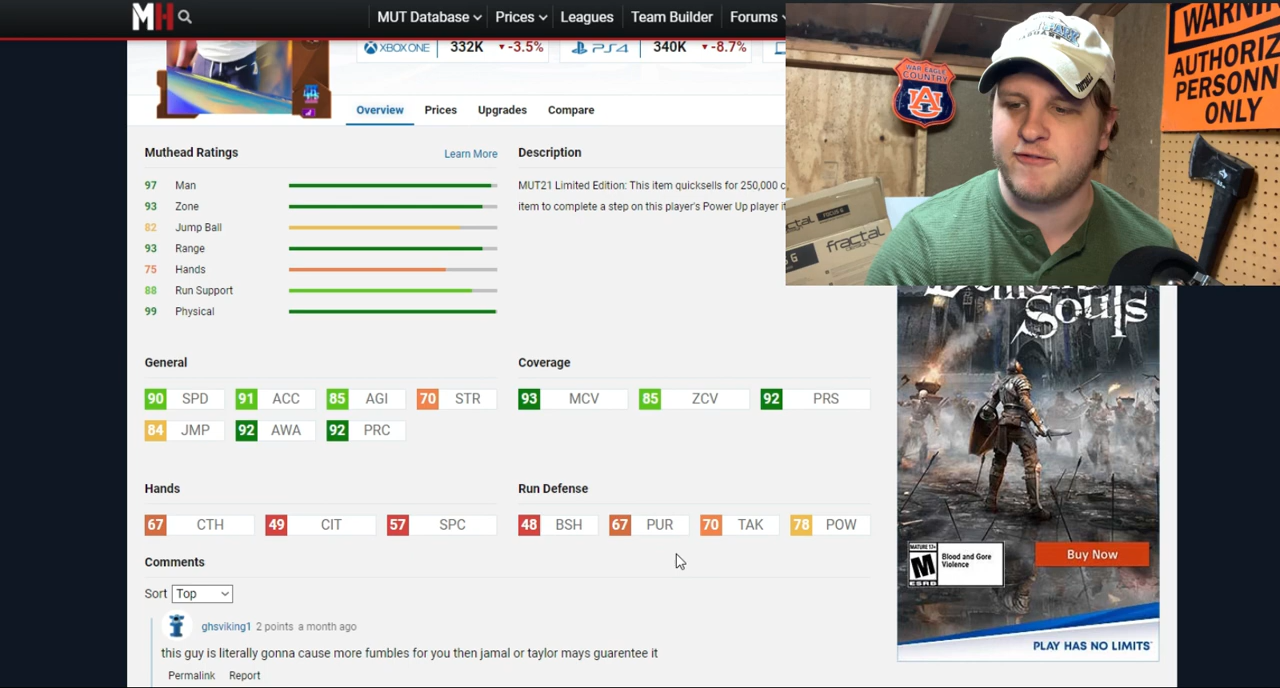 MH MUT Database Prices Leagues Team Builder Forums
XBOX ONE 332K -3.5% PS4 340K -8.7%
Overview Prices Upgrades Compare
Muthead Ratings Learn More
97 Man
93 Zone
82 Jump Ball
93 Range
75 Hands
88 Run Support
99 Physical
Description
MUT21 Limited Edition: This item quicksells for 250,000
item to complete a step on this player's Power Up player
General
90 SPD 91 ACC 85 AGI 70 STR
84 JMP 92 AWA 92 PRC
Coverage
93 MCV 85 ZCV 92 PRS
Hands
67 CTH 49 CIT 57 SPC
Run Defense
48 BSH 67 PUR 70 TAK 78 POW
Comments
Sort Top
ghsviking1 2 points a month ago
this guy is literally gonna cause more fumbles for you then jamal or taylor mays guarentee it
Permalink Report
WAR EAGLE
COUNTRY
AU
fractal
AUTHORIZ
PERSONN
ONLY
Souls
MATURE 17+
M
ESRB
Blood and Gore
Violence
Buy Now
PLAY HAS NO LIMITS